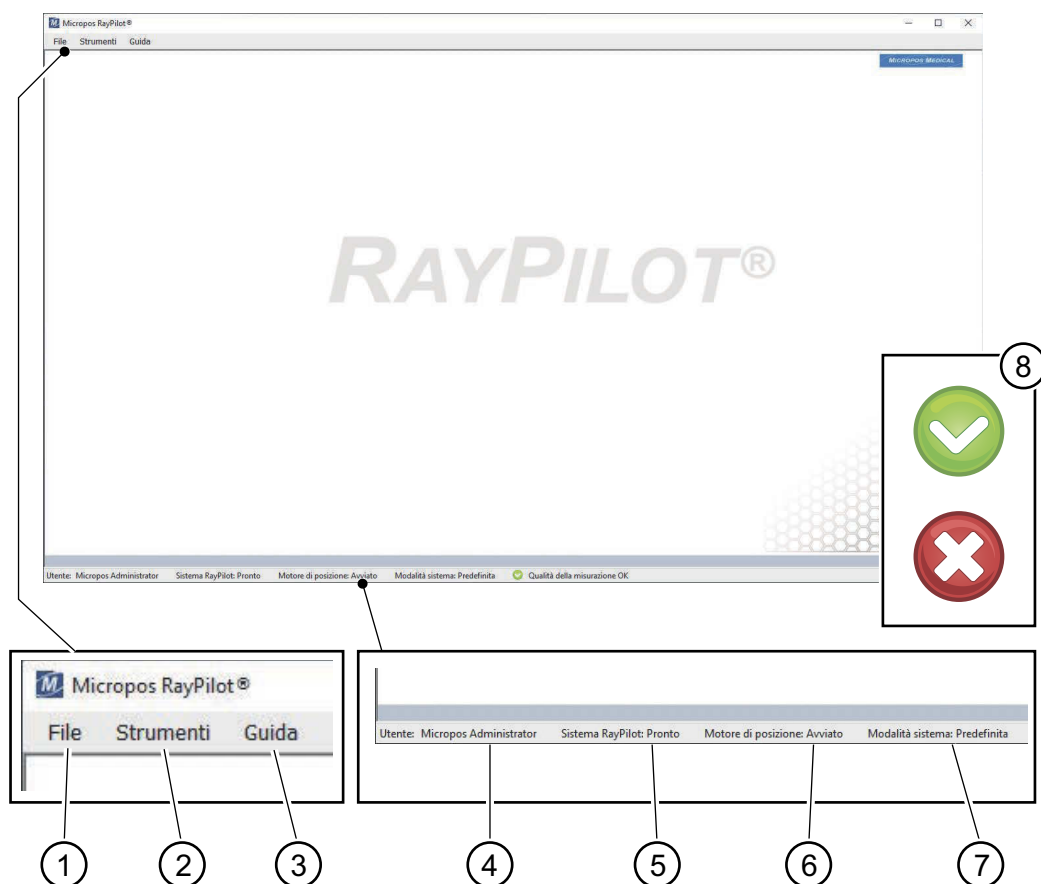 Micropos RayPilot®
File Strumenti Guida
MICROPOS MEDICAL
RAYPILOT®
8
Utente: Micropos Administrator Sistema RayPilot: Pronto Motore di posizione: Avviato Modalità sistema: Predefinita Qualità della misurazione OK
M Micropos RayPilot®
File Strumenti Guida
Utente: Micropos Administrator Sistema RayPilot: Pronto Motore di posizione: Avviato Modalità sistema: Predefinita
1 2 3 4 5 6 7